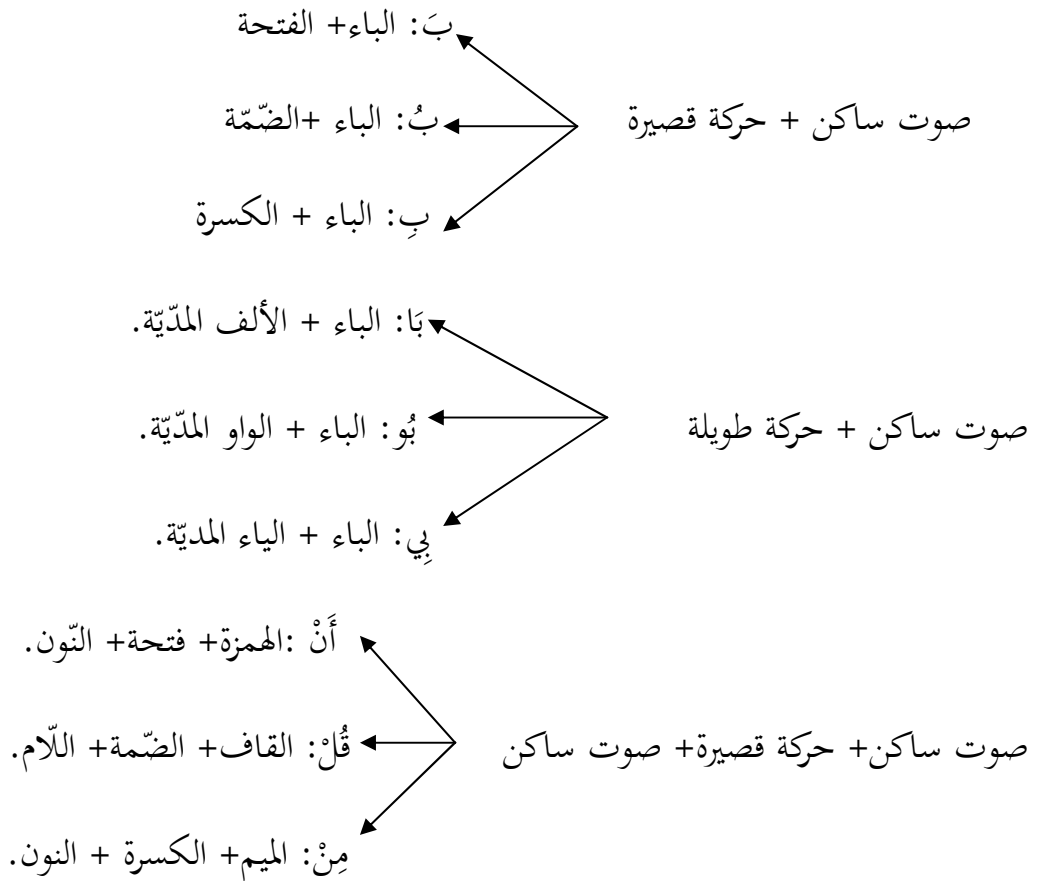 بَ: الباء+ الفتحة
صوت ساكن + حركة قصيرة
بُ: الباء +الضّمّة
بِ: الباء + الكسرة
بَا: الباء + الألف المدّيّة.
صوت ساكن + حركة طويلة
بُو: الباء + الواو المدّيّة.
بِي: الباء + الياء المديّة.
أَنْ :الهمزة+ فتحة+ النّون.
صوت ساكن+ حركة قصيرة+ صوت ساكن
قُلْ: القاف+ الضّمة+ اللّام.
مِنْ: الميم+ الكسرة + النون.